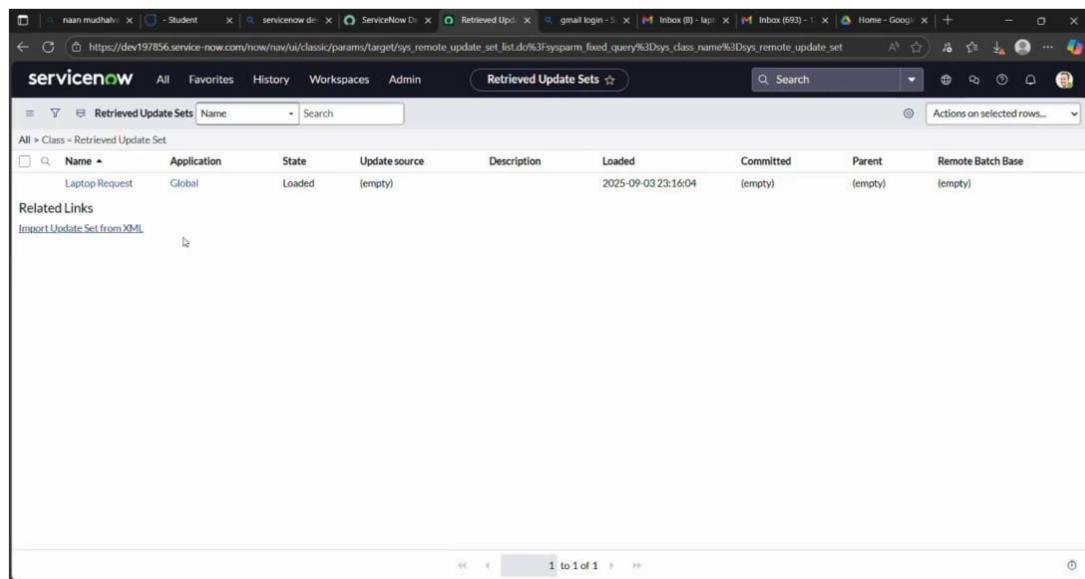 naan mudhalv
- Student
servicenow de
ServiceNow De
Retrieved Upd
gmail login - S
Inbox (8) - lapt
Inbox (693) - 1
Home - Googl
https://dev197856.service-now.com/now/nav/ui/classic/params/target/sys_remote_update_set_list.do%3Fsysparm_fixed_query%3Dsys_class_name%3Dsys_remote_update_set
servicenow All Favorites History Workspaces Admin Retrieved Update Sets Search
Retrieved Update Sets Name Search Actions on selected rows...
All > Class = Retrieved Update Set
Name Application State Update source Description Loaded Committed Parent Remote Batch Base
Laptop Request Global Loaded (empty) 2025-09-03 23:16:04 (empty) (empty) (empty)
Related Links
Import Update Set from XML
1 to 1 of 1